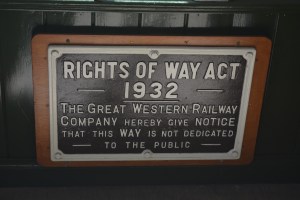 RIGHTS OF WAY ACT
1932
THE GREAT WESTERN RAILWAY
COMPANY HEREBY GIVE NOTICE
THAT THIS WAY IS NOT DEDICATED
TO THE PUBLIC